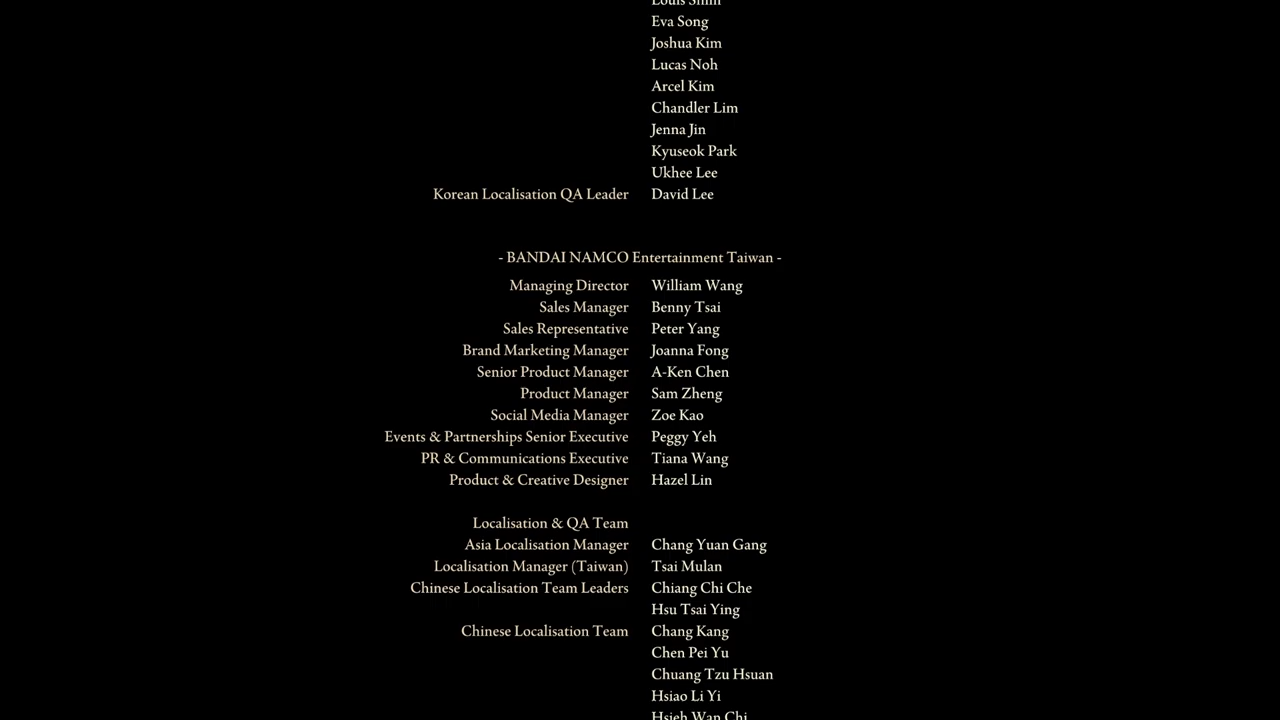 Louis Shin
Eva Song
Joshua Kim
Lucas Noh
Arcel Kim
Chandler Lim
Jenna Jin
Kyuseok Park
Ukhee Lee
Korean Localisation QA Leader David Lee
- BANDAI NAMCO Entertainment Taiwan -
Managing Director William Wang
Sales Manager Benny Tsai
Sales Representative Peter Yang
Brand Marketing Manager Joanna Fong
Senior Product Manager A-Ken Chen
Product Manager Sam Zheng
Social Media Manager Zoe Kao
Events & Partnerships Senior Executive Peggy Yeh
PR & Communications Executive Tiana Wang
Product & Creative Designer Hazel Lin
Localisation & QA Team
Asia Localisation Manager Chang Yuan Gang
Localisation Manager (Taiwan) Tsai Mulan
Chinese Localisation Team Leaders Chiang Chi Che
Hsu Tsai Ying
Chinese Localisation Team Chang Kang
Chen Pei Yu
Chuang Tzu Hsuan
Hsiao Li Yi
Hsieh Wan Chi